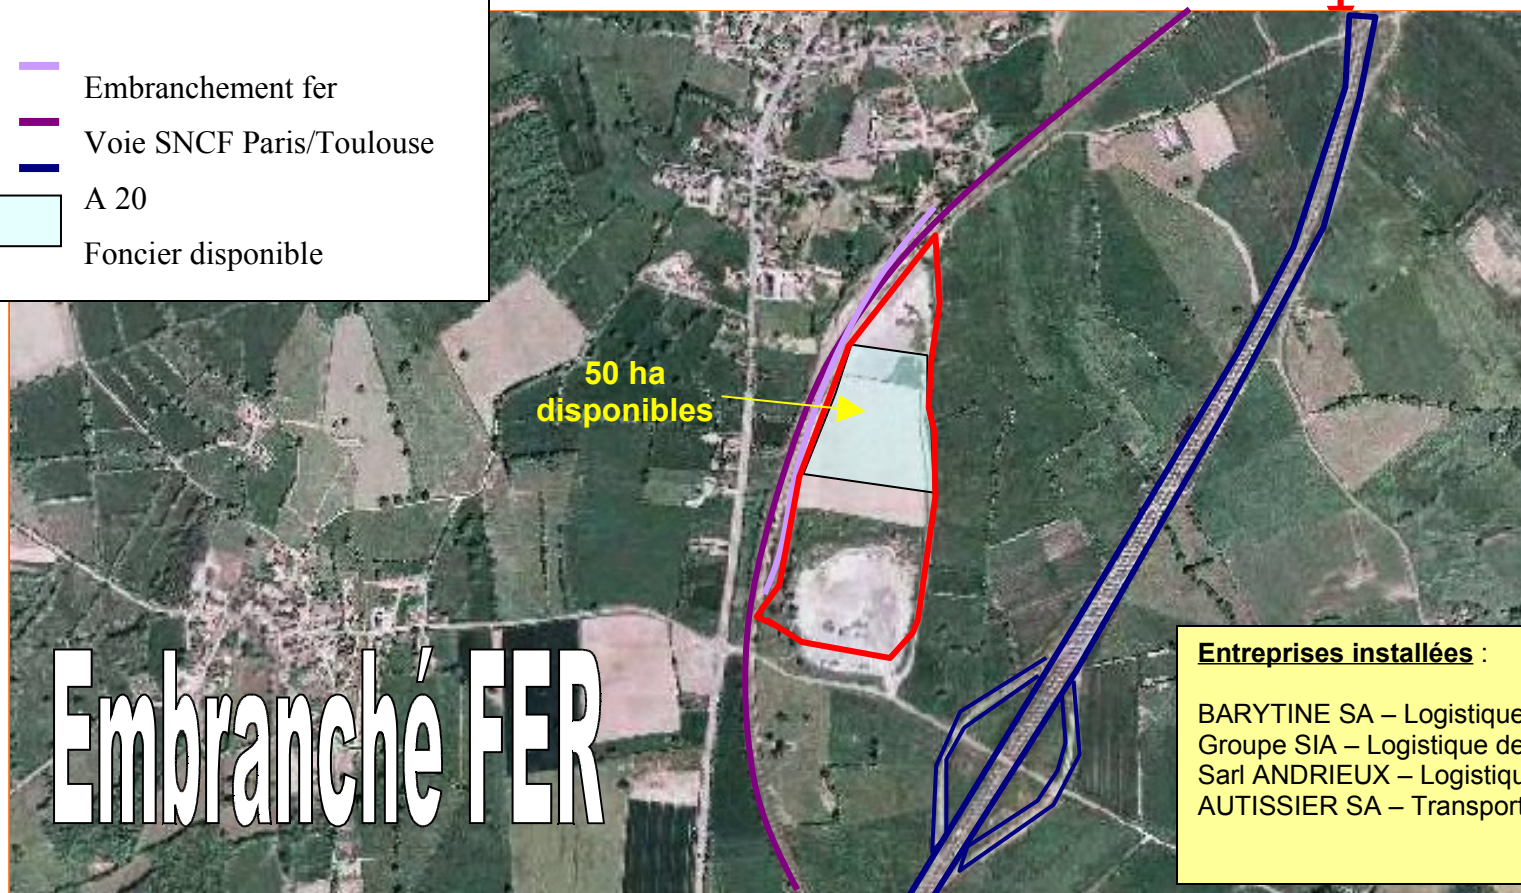 Embranchement fer
Voie SNCF Paris/Toulouse
A 20
Foncier disponible
50 ha
disponibles
Embranché FER
Entreprises installées :
BARYTINE SA – Logistique
Groupe SIA – Logistique de
Sarl ANDRIEUX – Logistiqu
AUTISSIER SA – Transport